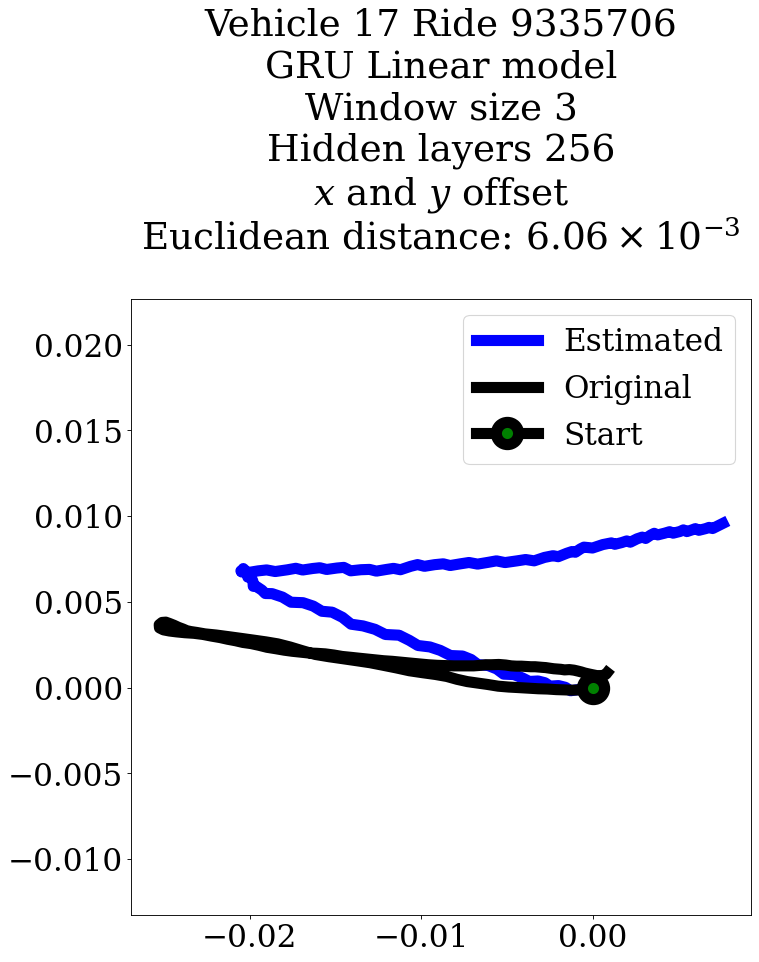 Vehicle 17 Ride 9335706
GRU Linear model
Window size 3
Hidden layers 256
x and y offset
Euclidean distance: 6.06 × 10⁻³
Estimated
Original
Start
0.020
0.015
0.010
0.005
0.000
−0.005
−0.010
−0.02
−0.01
0.00